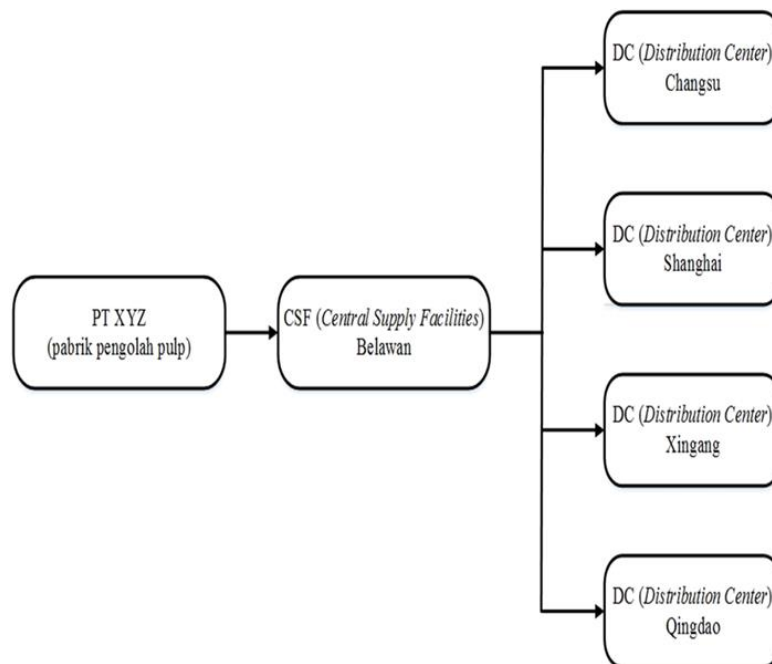 DC (Distribution Center)
Changsu
DC (Distribution Center)
Shanghai
PT XYZ
(pabrik pengolah pulp)
CSF (Central Supply Facilities)
Belawan
DC (Distribution Center)
Xingang
DC (Distribution Center)
Qingdao